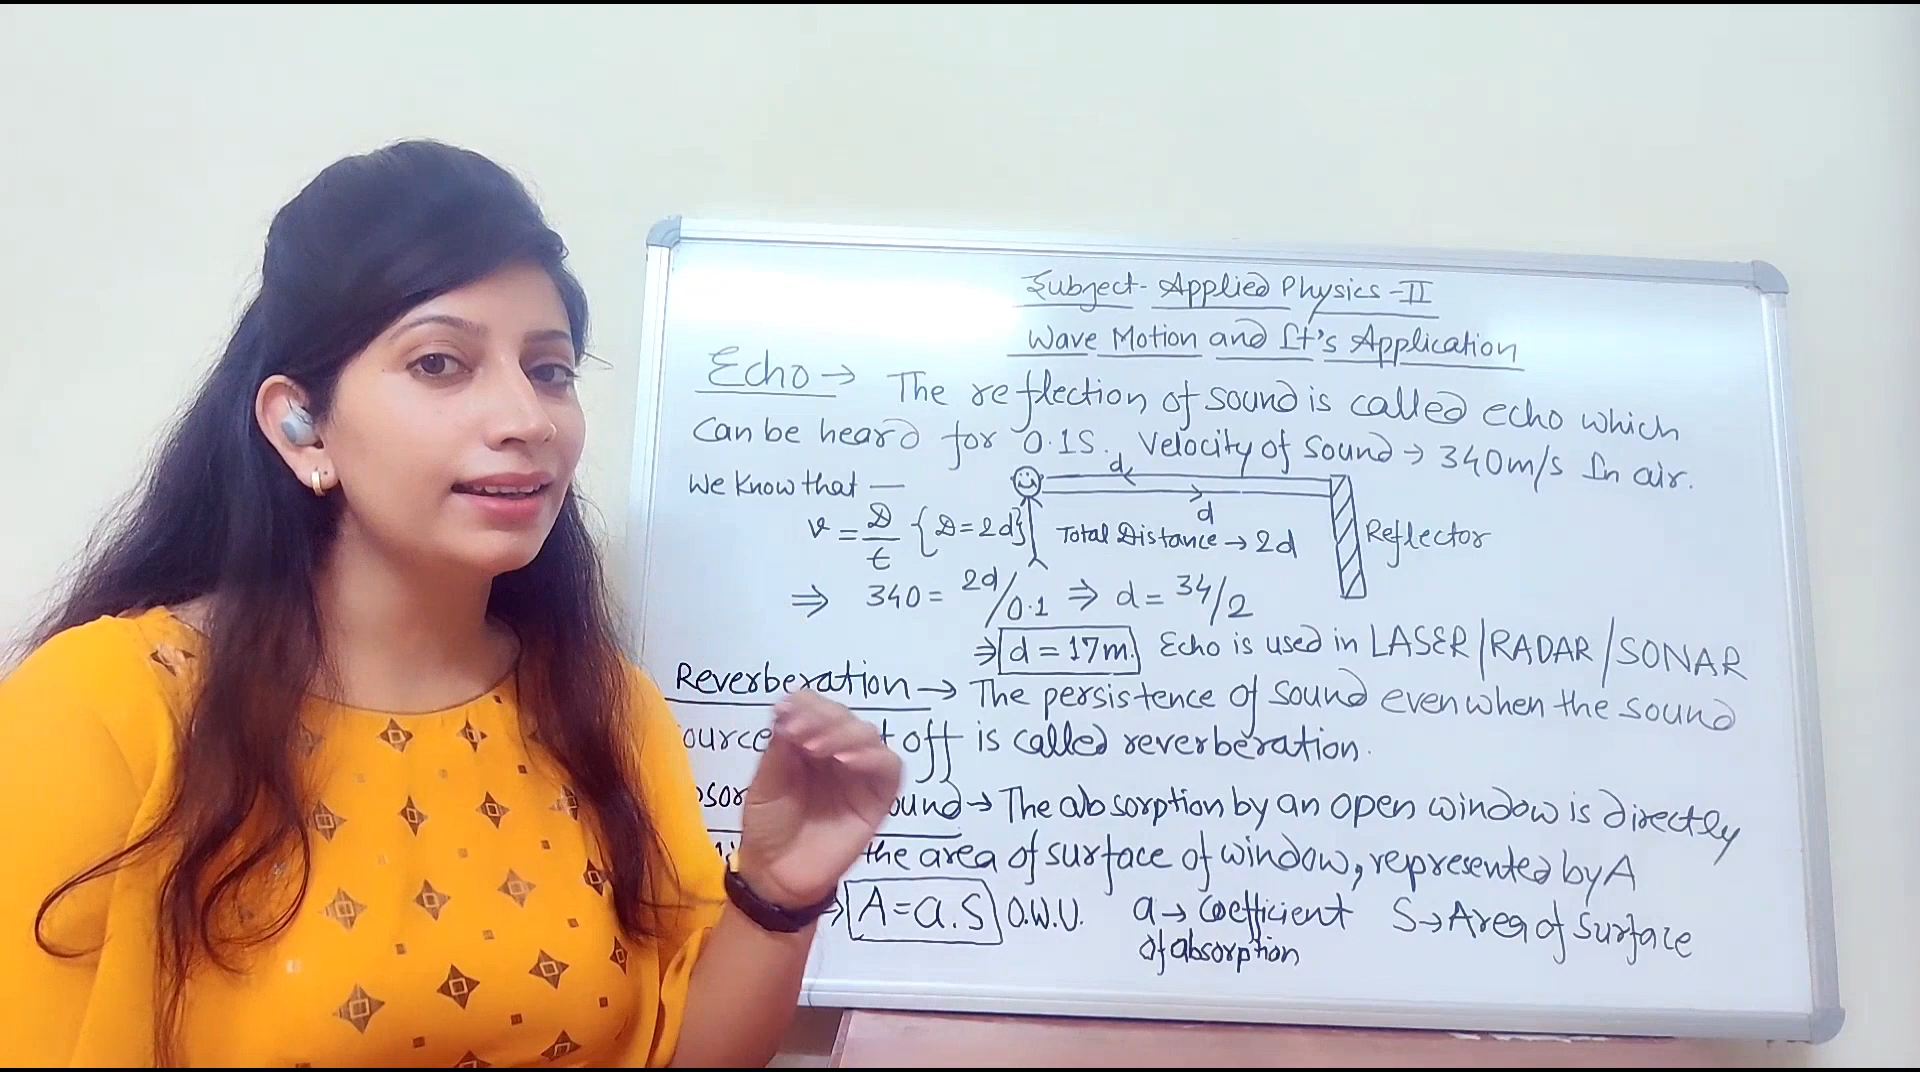 Subject - Applied Physics - II
Wave Motion and It's Application
Echo → The reflection of sound is called echo which
can be heard for 0.1S. Velocity of sound → 340m/s In air.
We know that —
d
d
v = D/t {D=2d}
Total Distance → 2d
Reflector
⇒ 340 = 2d/0.1 ⇒ d = 34/2
⇒ d = 17m. Echo is used in LASER/RADAR/SONAR
Reverberation → The persistence of sound even when the sound
off is called reverberation.
→ The absorption by an open window is directly
the area of surface of window, represented by A
⇒ A = a.S O.W.U. a → Coefficient of absorption S → Area of surface